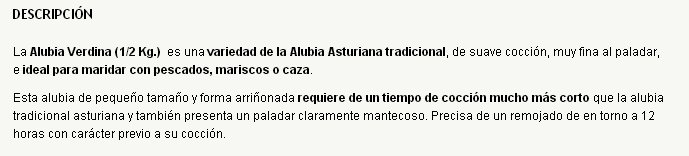 DESCRIPCIÓN
La Alubia Verdina (1/2 Kg.) es una variedad de la Alubia Asturiana tradicional, de suave cocción, muy fina al paladar,
e ideal para maridar con pescados, mariscos o caza.
Esta alubia de pequeño tamaño y forma arriñonada requiere de un tiempo de cocción mucho más corto que la alubia
tradicional asturiana y también presenta un paladar claramente mantecoso. Precisa de un remojado de en torno a 12
horas con carácter previo a su cocción.